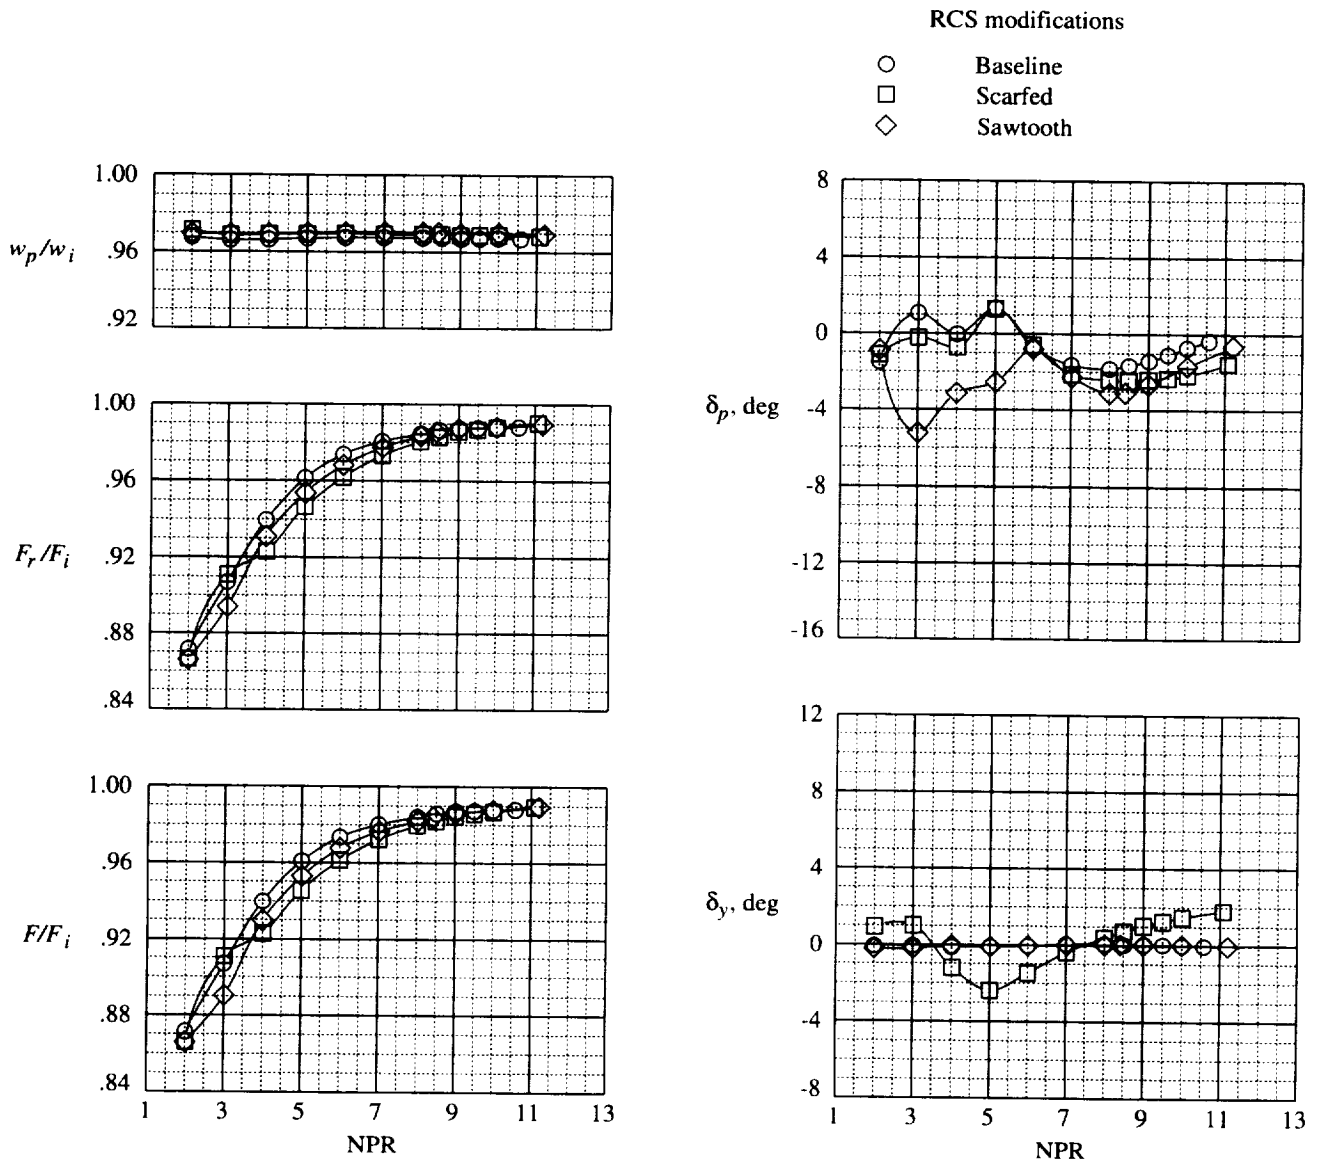 RCS modifications
Baseline
Scarfed
Sawtooth
1.00
.96
.92
w_p/w_i
1.00
.96
.92
.88
.84
F_r/F_i
1.00
.96
.92
.88
.84
F/F_i
1 3 5 7 9 11 13
NPR
8
4
0
-4
-8
-12
-16
δ_p, deg
12
8
4
0
-4
-8
δ_y, deg
1 3 5 7 9 11 13
NPR